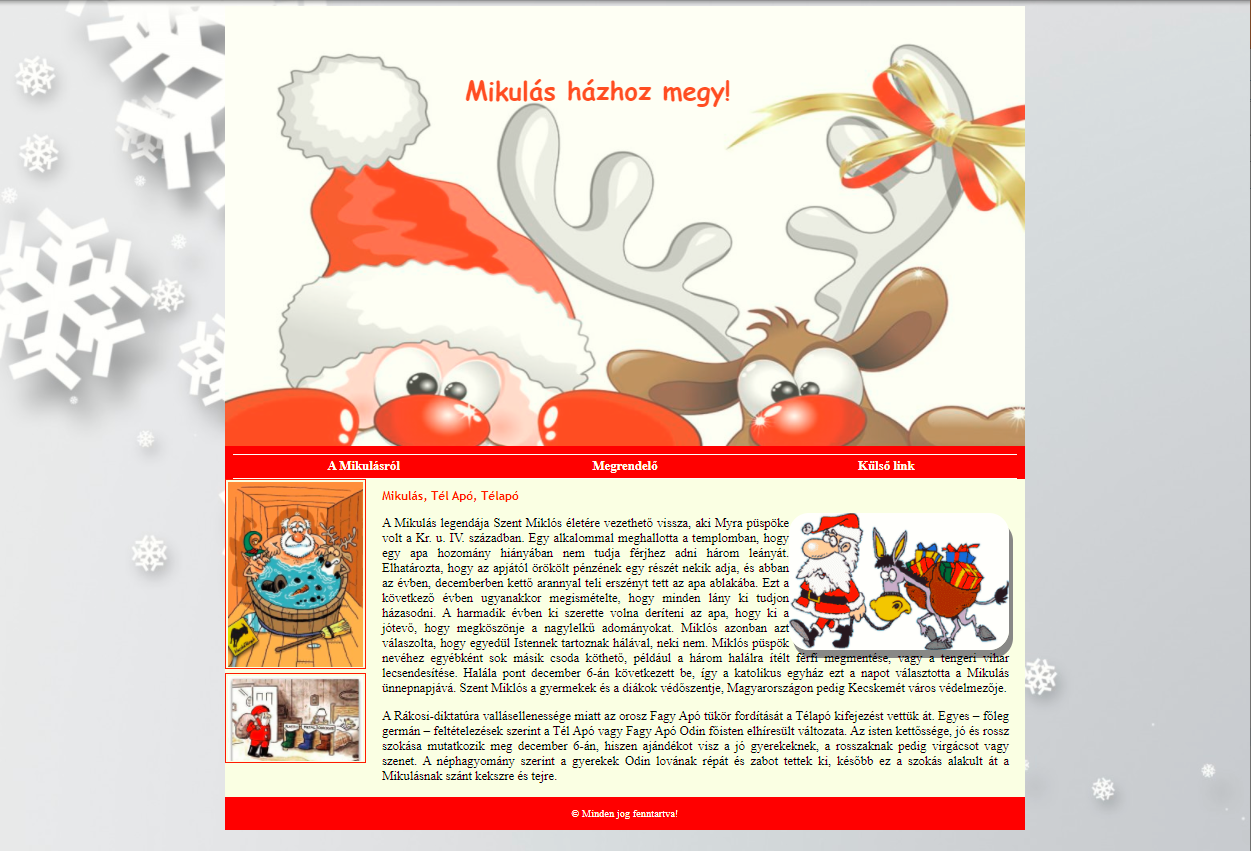 Mikulás házhoz megy!
A Mikulásról
Megrendelő
Külső link
Mikulás, Tél Apó, Télapó
A Mikulás legendája Szent Miklós életére vezethető vissza, aki Myra püspöke
volt a Kr. u. IV. században. Egy alkalommal meghallotta a templomban, hogy
egy apa hozomány hiányában nem tudja férjhez adni három leányát.
Elhatározta, hogy az apjától örökölt pénzének egy részét nekik adja, és abban
az évben, decemberben kettő arannyal teli erszényt tett az apa ablakába. Ezt a
következő évben ugyanakkor megismételte, hogy minden lány ki tudjon
házasodni. A harmadik évben ki szerette volna deríteni az apa, hogy ki a
jótevő, hogy megköszönje a nagylelkű adományokat. Miklós azonban azt
válaszolta, hogy egyedül Istennek tartoznak hálával, neki nem. Miklós püspök
nevéhez egyébként sok másik csoda köthető, például a három halálra ítélt férfi megmentése, vagy a tengeri vihar
lecsendesítése. Halála pont december 6-án következett be, így a katolikus egyház ezt a napot választotta a Mikulás
ünnepnapjává. Szent Miklós a gyermekek és a diákok védőszentje, Magyarországon pedig Kecskemét város védelmezője.
A Rákosi-diktatúra vallásellenessége miatt az orosz Fagy Apó tükör fordítását a Télapó kifejezést vettük át. Egyes – főleg
germán – feltételezések szerint a Tél Apó vagy Fagy Apó Odin főisten elhíresült változata. Az isten kettőssége, jó és rossz
szokása mutatkozik meg december 6-án, hiszen ajándékot visz a jó gyerekeknek, a rosszaknak pedig virgácsot vagy
szenet. A néphagyomány szerint a gyerekek Odin lovának répát és zabot tettek ki, később ez a szokás alakult át a
Mikulásnak szánt kekszre és tejre.
© Minden jog fenntartva!